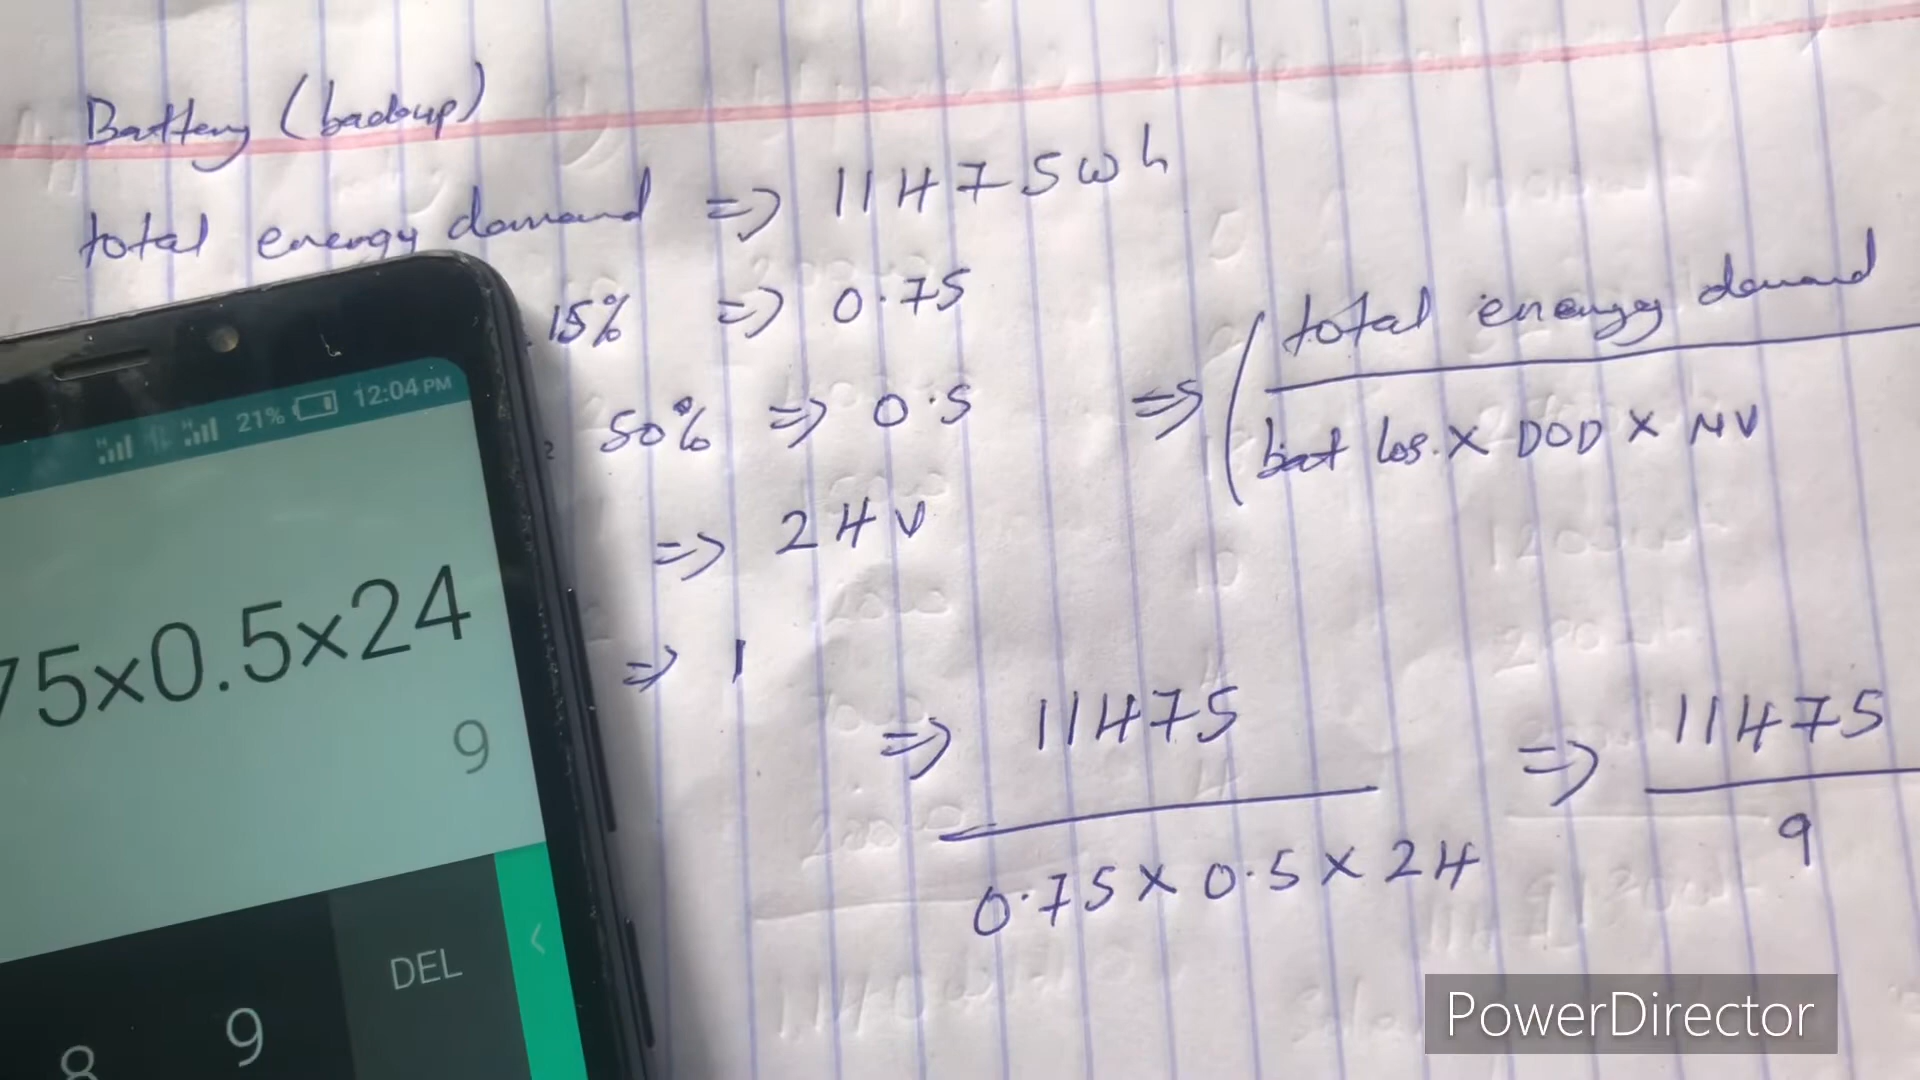 Battery (backup)
total energy demand => 11475wh
15% => 0.75
50% => 0.5
=> 24V
=> 1
=> (total energy demand
bat los. X DOD X NV
=> 11475
0.75 X 0.5 X 24
=> 11475
9
21% 12:04 PM
75×0.5×24
9
DEL
<
8 9
PowerDirector